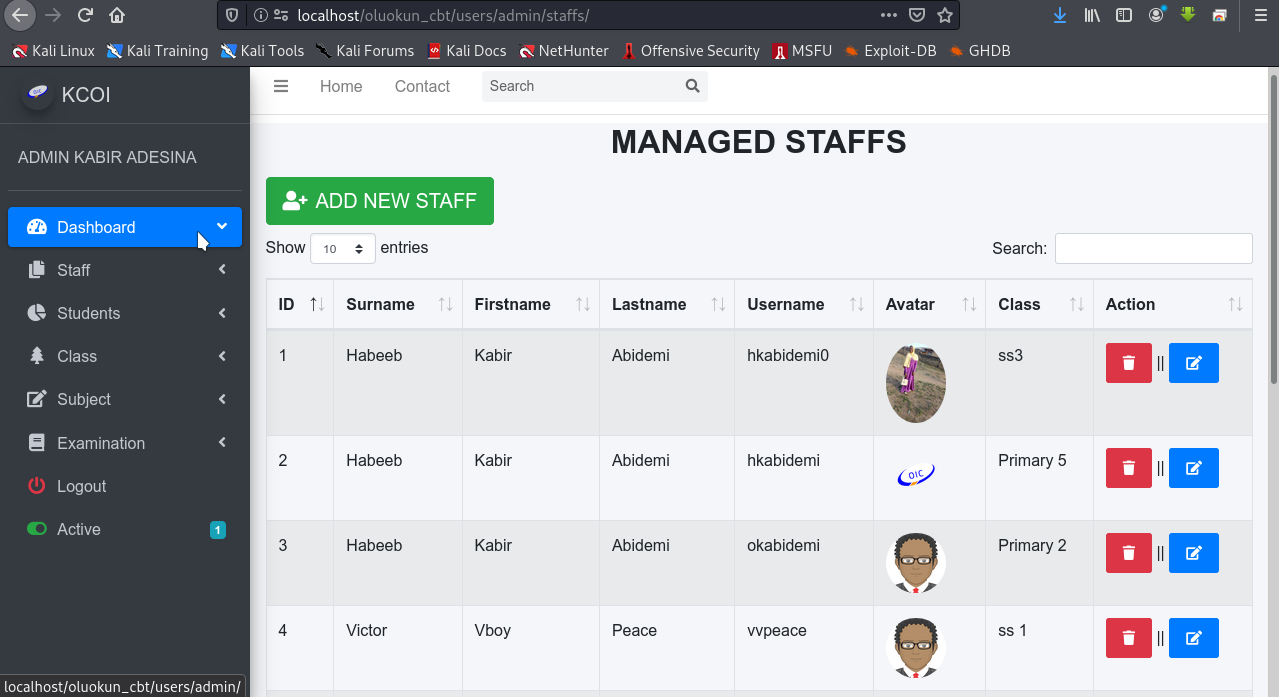 localhost/oluokun_cbt/users/admin/staffs/
Kali Linux Kali Training Kali Tools Kali Forums Kali Docs NetHunter Offensive Security MSFU Exploit-DB GHDB
OIC KCOI
Home Contact Search
ADMIN KABIR ADESINA
Dashboard
Staff
Students
Class
Subject
Examination
Logout
Active 1
MANAGED STAFFS
ADD NEW STAFF
Show 10 entries Search:
ID Surname Firstname Lastname Username Avatar Class Action
1 Habeeb Kabir Abidemi hkabidemi0 ss3 ||
2 Habeeb Kabir Abidemi hkabidemi OIC Primary 5 ||
3 Habeeb Kabir Abidemi okabidemi Primary 2 ||
4 Victor Vboy Peace vvpeace ss 1 ||
localhost/oluokun_cbt/users/admin/